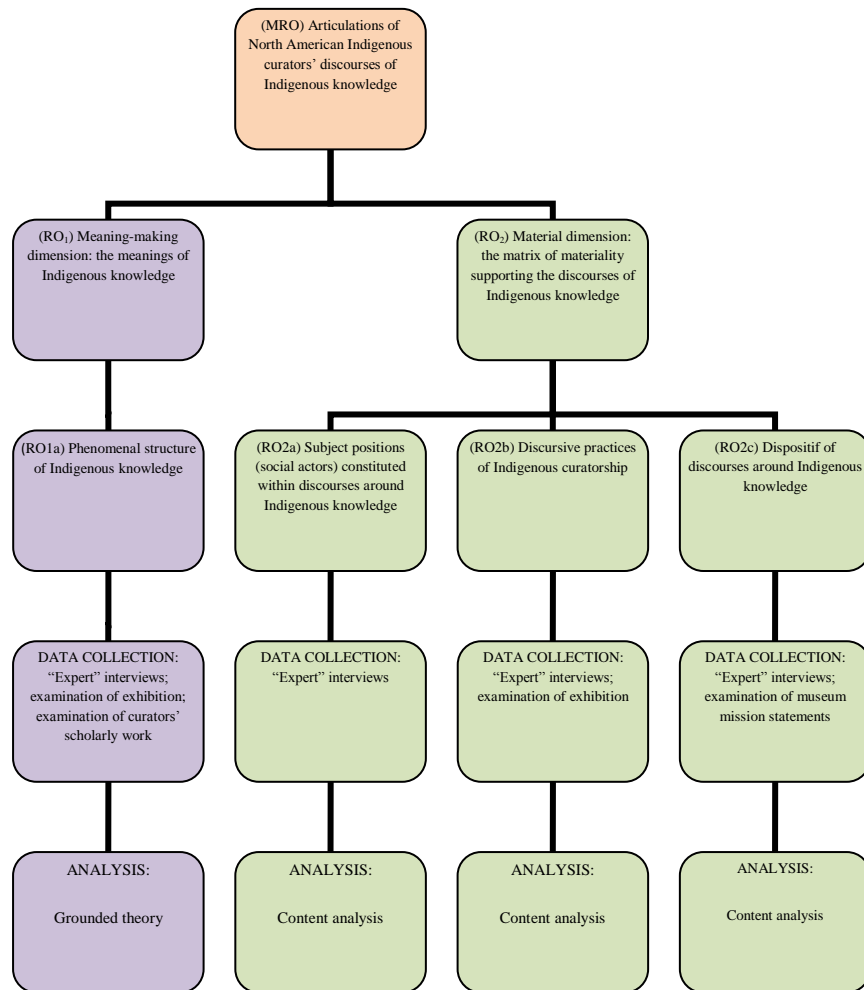 (MRO) Articulations of
North American Indigenous
curators’ discourses of
Indigenous knowledge
(RO₁) Meaning-making
dimension: the meanings of
Indigenous knowledge
(RO₂) Material dimension:
the matrix of materiality
supporting the discourses of
Indigenous knowledge
(RO1a) Phenomenal structure
of Indigenous knowledge
(RO2a) Subject positions
(social actors) constituted
within discourses around
Indigenous knowledge
(RO2b) Discursive practices
of Indigenous curatorship
(RO2c) Dispositif of
discourses around Indigenous
knowledge
DATA COLLECTION:
“Expert” interviews;
examination of exhibition;
examination of curators’
scholarly work
DATA COLLECTION:
“Expert” interviews
DATA COLLECTION:
“Expert” interviews;
examination of exhibition
DATA COLLECTION:
“Expert” interviews;
examination of museum
mission statements
ANALYSIS:
Grounded theory
ANALYSIS:
Content analysis
ANALYSIS:
Content analysis
ANALYSIS:
Content analysis